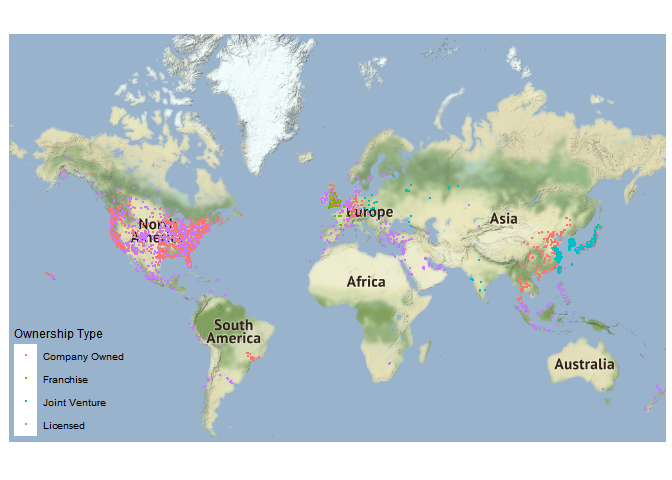 North
America
Europe
Asia
Africa
South
America
Australia
Ownership Type
Company Owned
Franchise
Joint Venture
Licensed